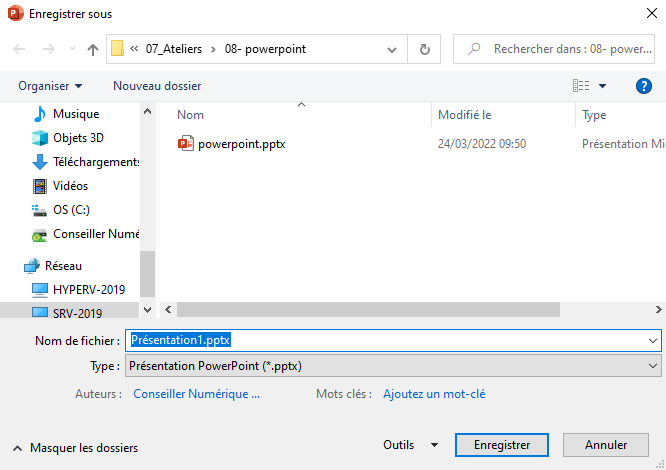 Enregistrer sous
07_Ateliers > 08- powerpoint
Rechercher dans : 08- power...
Organiser
Nouveau dossier
Nom Modifié le Type
Musique
Objets 3D
powerpoint.pptx 24/03/2022 09:50 Présentation Mi
Téléchargements
Vidéos
OS (C:)
Conseiller Numé
Réseau
HYPERV-2019
SRV-2019
Nom de fichier : Présentation1.pptx
Type : Présentation PowerPoint (*.pptx)
Auteurs : Conseiller Numérique ... Mots clés : Ajoutez un mot-clé
Masquer les dossiers
Outils
Enregistrer
Annuler